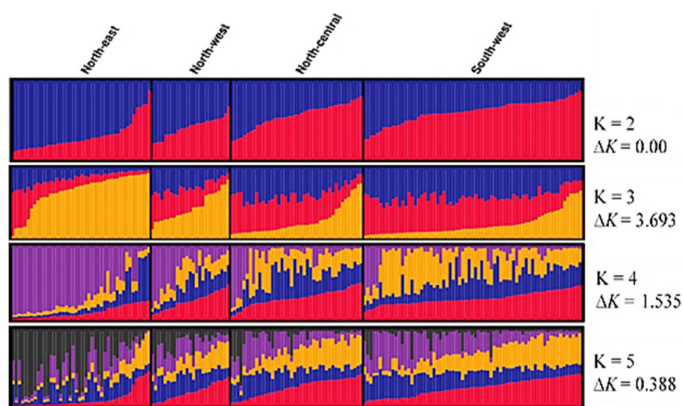 North-east
North-west
North-central
South-west
K = 2
ΔK = 0.00
K = 3
ΔK = 3.693
K = 4
ΔK = 1.535
K = 5
ΔK = 0.388